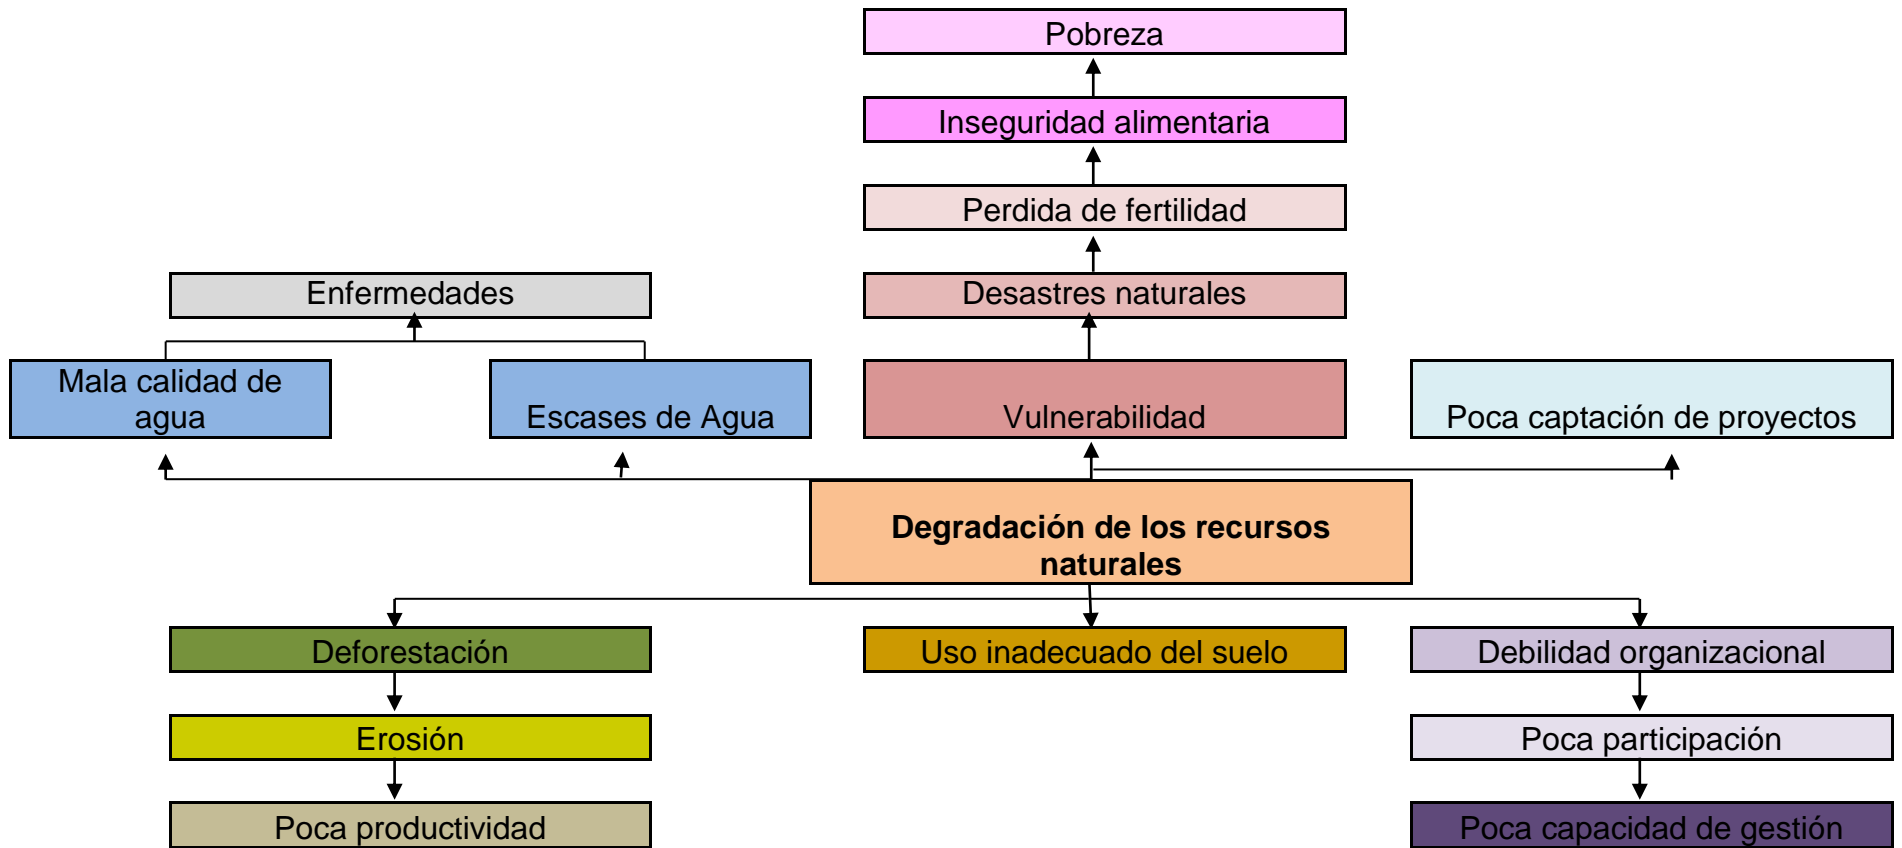 Pobreza
Inseguridad alimentaria
Perdida de fertilidad
Enfermedades
Desastres naturales
Mala calidad de
agua
Escases de Agua
Vulnerabilidad
Poca captación de proyectos
Degradación de los recursos
naturales
Deforestación
Uso inadecuado del suelo
Debilidad organizacional
Erosión
Poca participación
Poca productividad
Poca capacidad de gestión